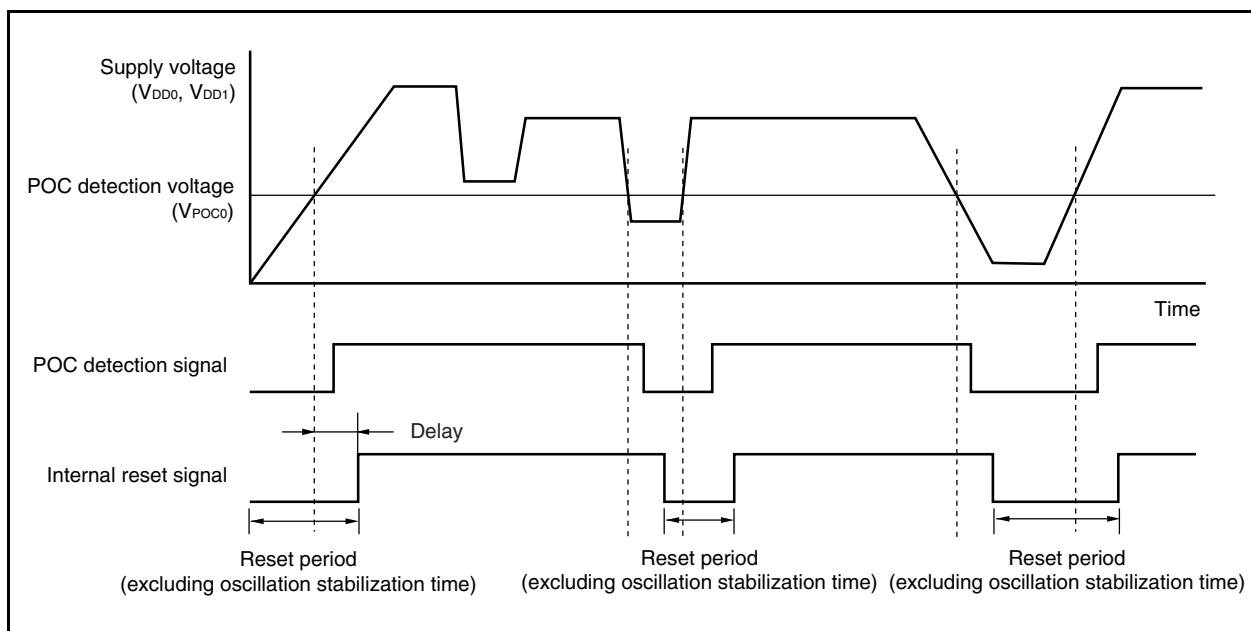 Supply voltage
(VDD0, VDD1)
POC detection voltage
(VPOC0)
Time
POC detection signal
Delay
Internal reset signal
Reset period
(excluding oscillation stabilization time)
Reset period
(excluding oscillation stabilization time)
Reset period
(excluding oscillation stabilization time)